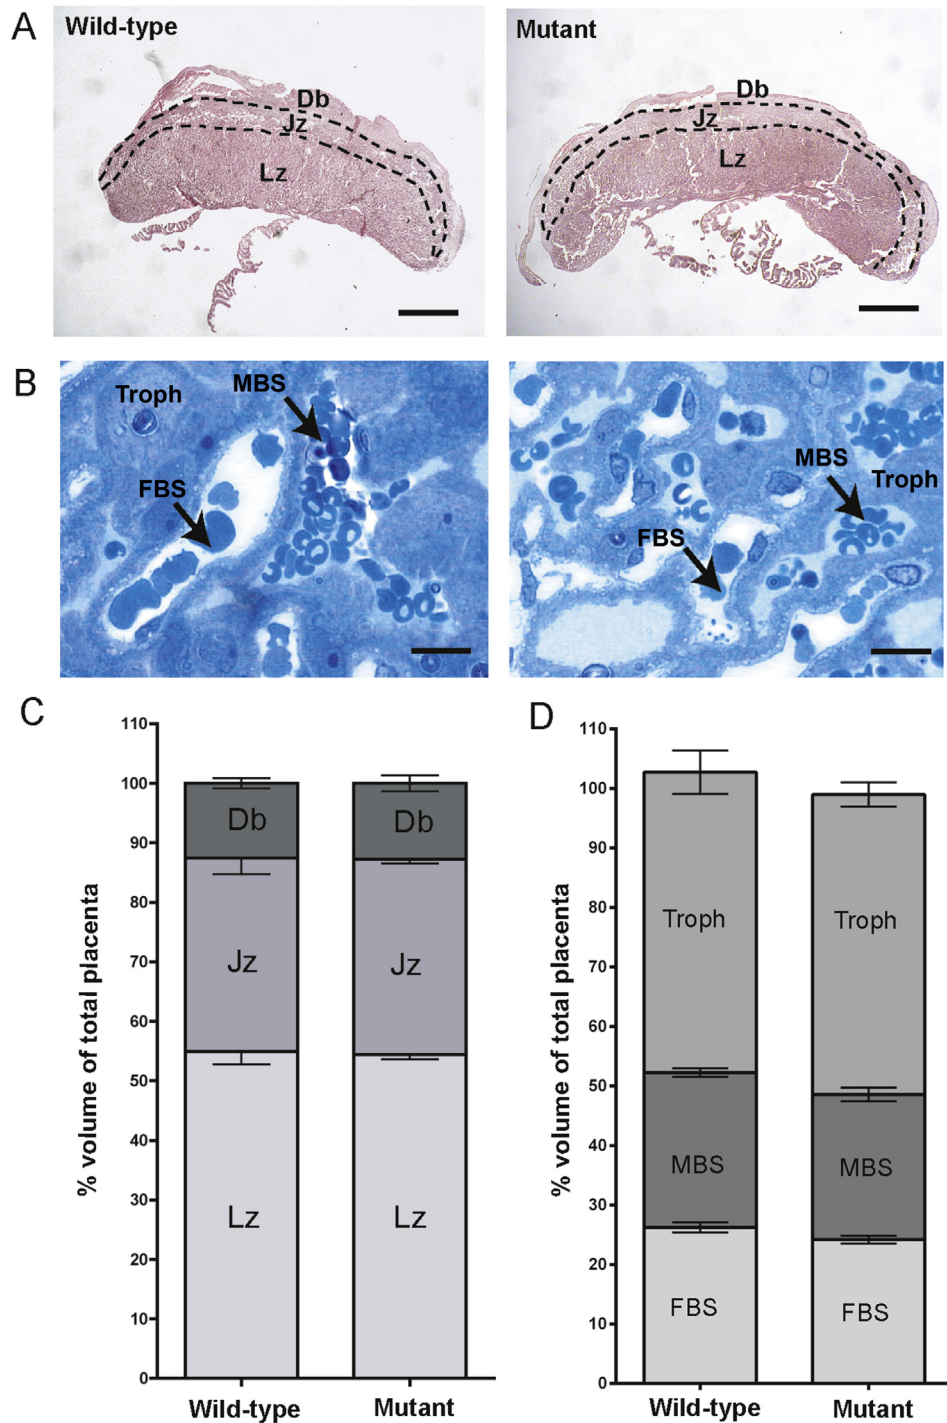 A
Wild-type
Db
Jz
Lz
Mutant
Db
Jz
Lz
B
Troph
MBS
FBS
MBS
Troph
FBS
C
% volume of total placenta
110
100
90
80
70
60
50
40
30
20
10
0
Db
Jz
Lz
Db
Jz
Lz
Wild-type
Mutant
D
% volume of total placenta
110
100
90
80
70
60
50
40
30
20
10
0
Troph
MBS
FBS
Troph
MBS
FBS
Wild-type
Mutant